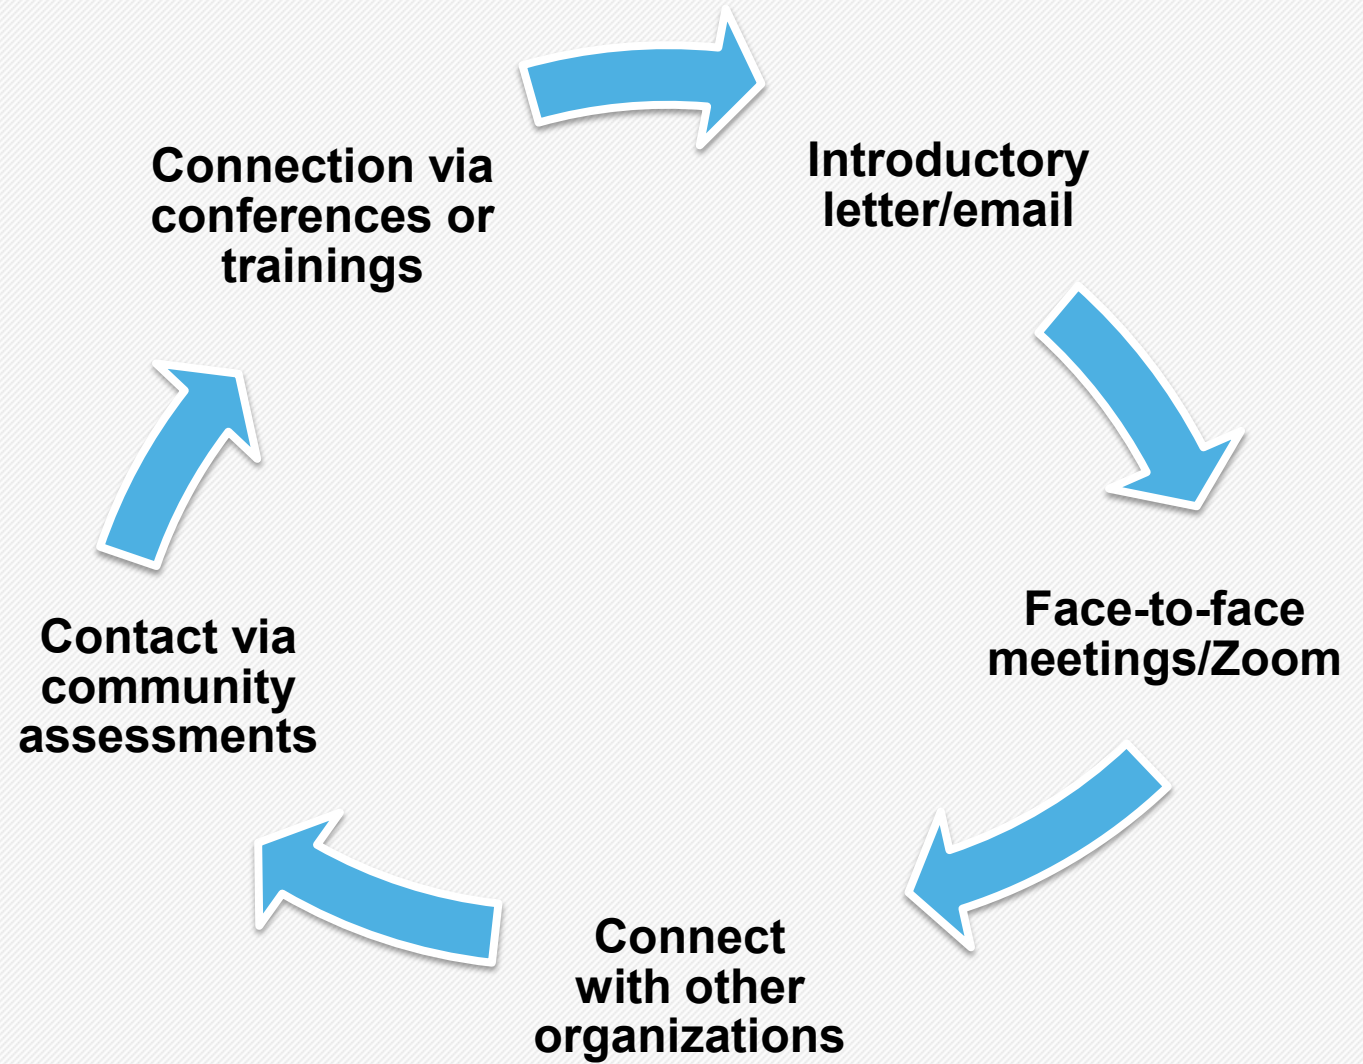 Connection via
conferences or
trainings
Introductory
letter/email
Face-to-face
meetings/Zoom
Connect
with other
organizations
Contact via
community
assessments